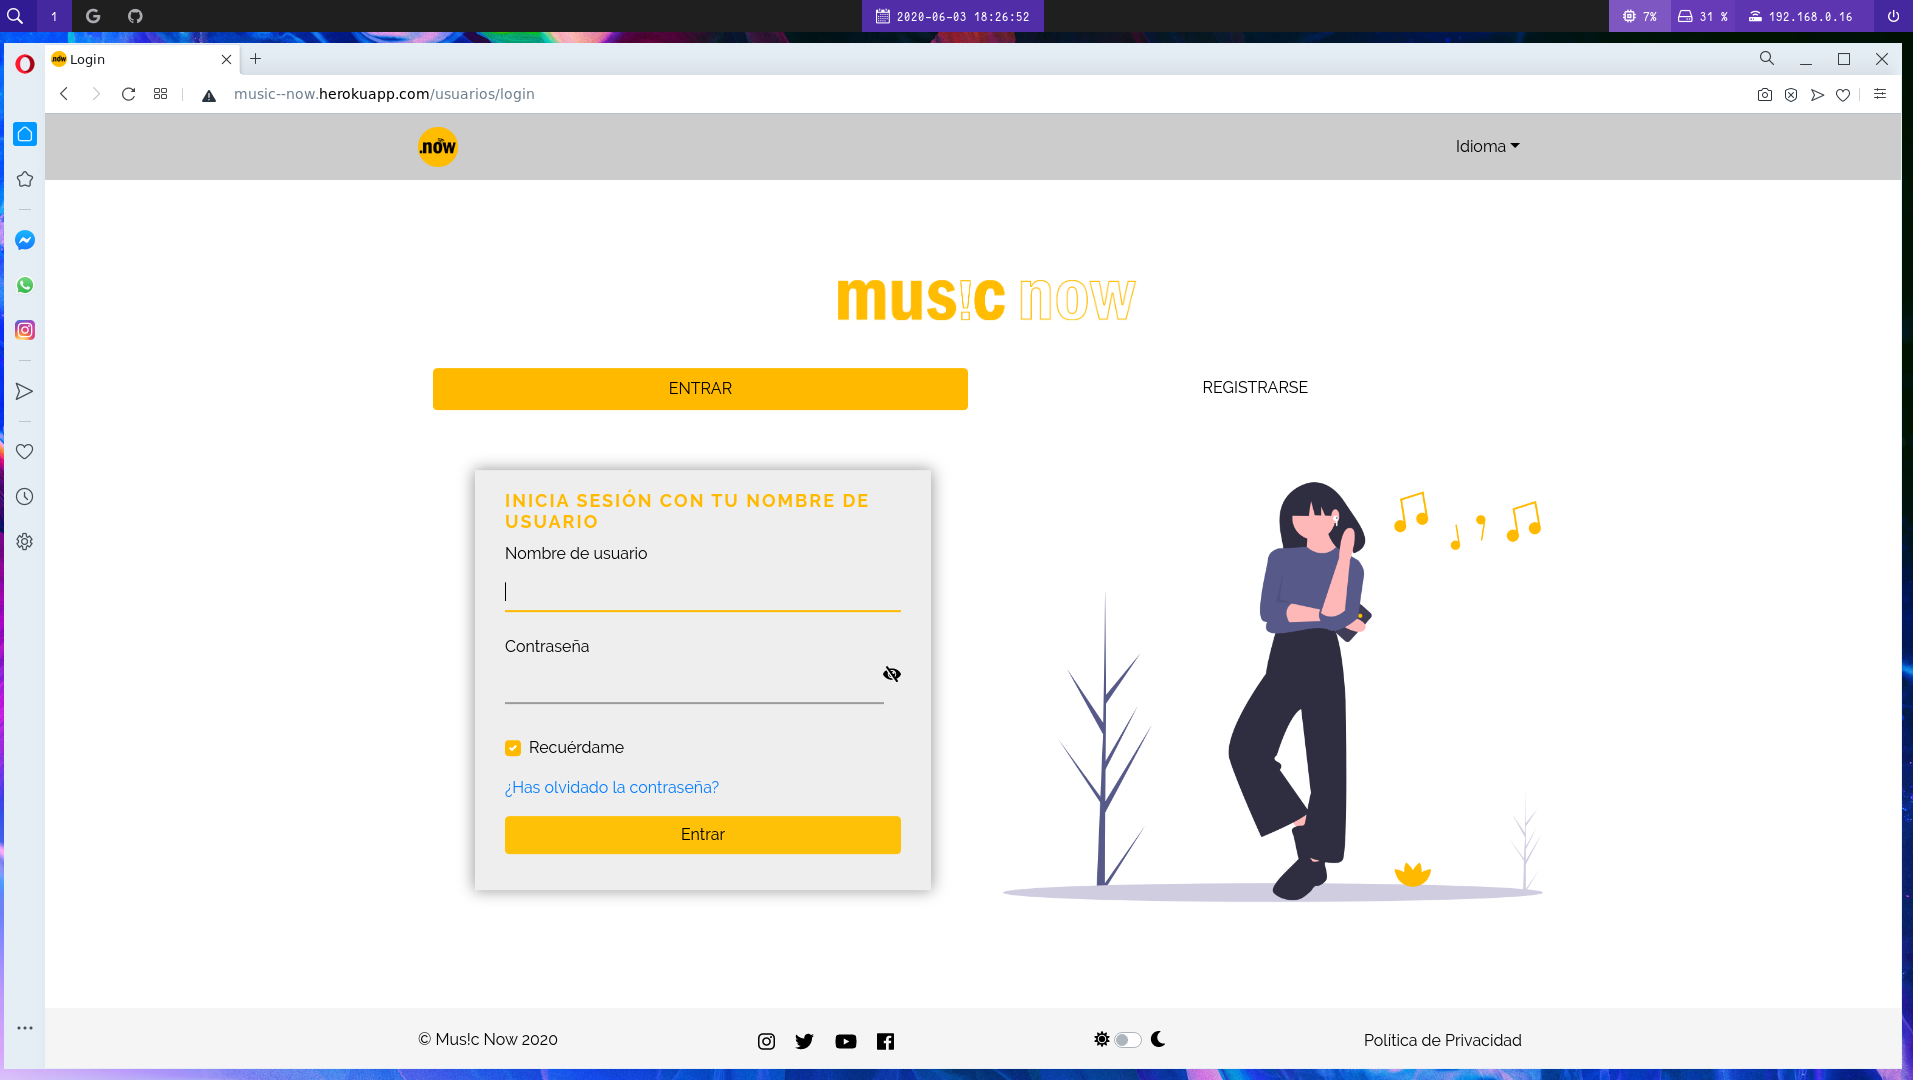 1
2020-06-03 18:26:52
7%
31 %
192.168.0.16
.now Login
music--now.herokuapp.com/usuarios/login
.now
Idioma
mus!c now
ENTRAR
REGISTRARSE
INICIA SESIÓN CON TU NOMBRE DE
USUARIO
Nombre de usuario
Contraseña
Recuérdame
¿Has olvidado la contraseña?
Entrar
© Mus!c Now 2020
Política de Privacidad